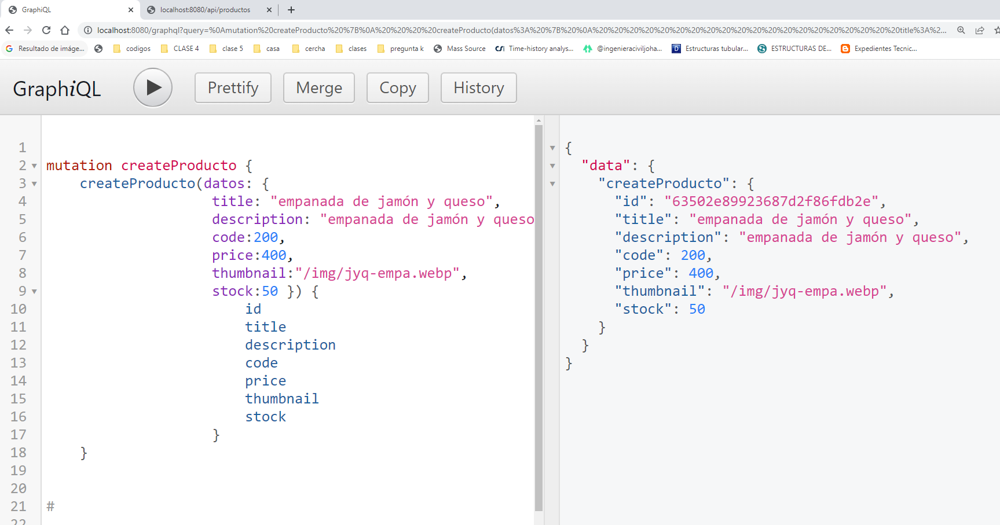 GraphiQL
localhost:8080/api/productos
localhost:8080/graphql?query=%0Amutation%20createProducto%20%7B%0A%20%20%20%20createProducto(datos%3A%20%7B%20%0A%20%20%20%20%20%20%20%20%20%20%20%20%20%20%20%20%20%20%20%20title%3A%2...
Resultado de imáge...
codigos
CLASE 4
clase 5
casa
cercha
clases
pregunta k
Mass Source
Time-history analys...
@ingenieraciviljoha...
Estructuras tubular...
ESTRUCTURAS DE...
Expedientes Tecnic...
GraphiQL
Prettify
Merge
Copy
History
1
2 mutation createProducto {
3 createProducto(datos: {
4 title: "empanada de jamón y queso",
5 description: "empanada de jamón y queso
6 code:200,
7 price:400,
8 thumbnail:"/img/jyq-empa.webp",
9 stock:50 }) {
10 id
11 title
12 description
13 code
14 price
15 thumbnail
16 stock
17 }
18 }
19
20
21 #
22
{
"data": {
"createProducto": {
"id": "63502e89923687d2f86fdb2e",
"title": "empanada de jamón y queso",
"description": "empanada de jamón y queso",
"code": 200,
"price": 400,
"thumbnail": "/img/jyq-empa.webp",
"stock": 50
}
}
}